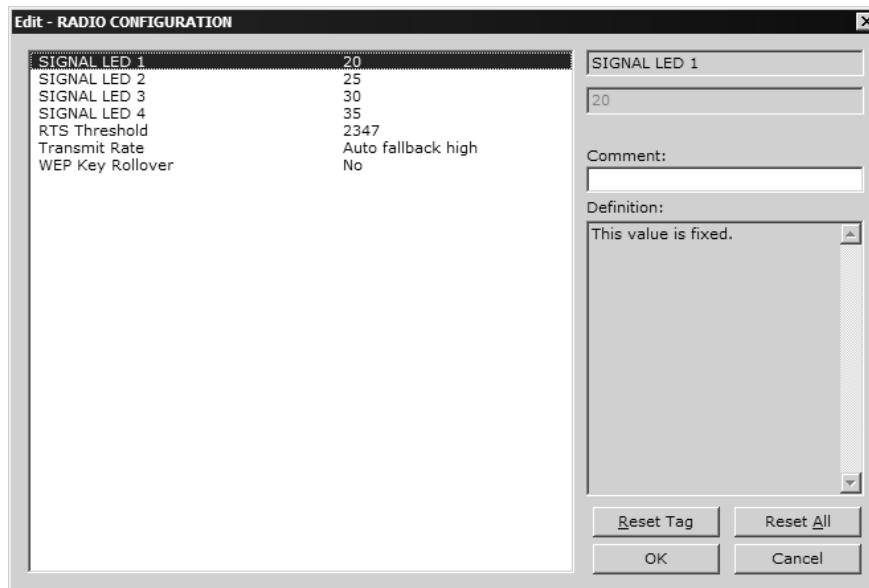 Edit - RADIO CONFIGURATION
SIGNAL LED 1 20
SIGNAL LED 2 25
SIGNAL LED 3 30
SIGNAL LED 4 35
RTS Threshold 2347
Transmit Rate Auto fallback high
WEP Key Rollover No
SIGNAL LED 1
20
Comment:
Definition:
This value is fixed.
Reset Tag Reset All
OK Cancel